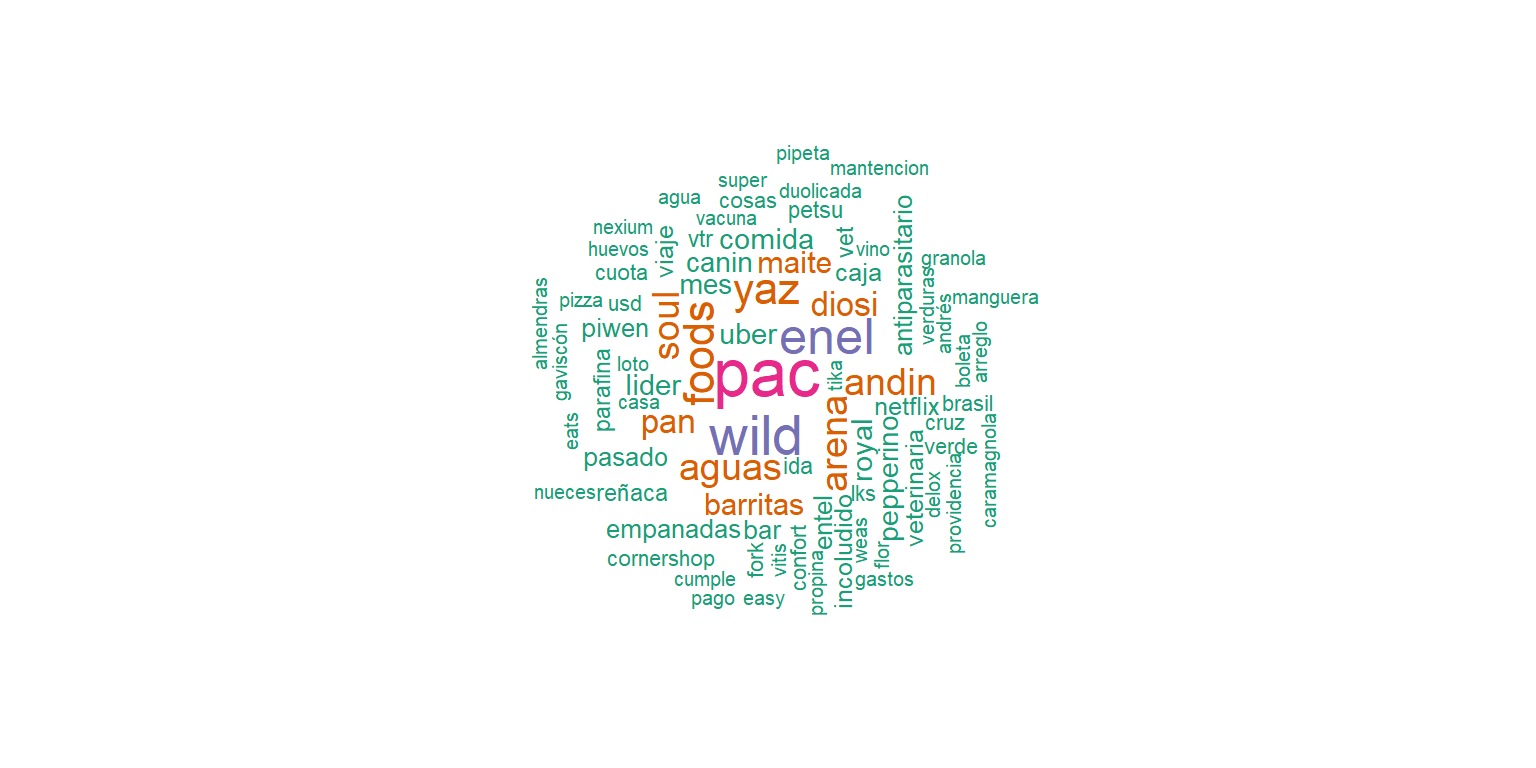 pipeta
mantencion
super
duolicada
agua
cosas
antiparasitario
petsu
vacuna
nexium
viaje
vtr
comida
vet
vino
huevos
canin
maite
granola
cuota
mes
yaz
caja
verduras
almendras
pizza
usd
soul
diosi
andrés
manguera
piwen
foods
uber
enel
gaviscón
parafina
loto
pac
tika
boleta
arreglo
lider
andin
casa
netflix
brasil
eats
pan
wild
arena
royal
pepperino
cruz
caramagnola
pasado
aguas
ida
veterinaria
verde
nueces
reñaca
barritas
lks
delox
providencia
empanadas
bar
entel
incoludido
weas
cornershop
fork
vitis
confort
flor
cumple
propina
gastos
pago
easy